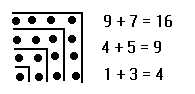 9 + 7 = 16
4 + 5 = 9
1 + 3 = 4